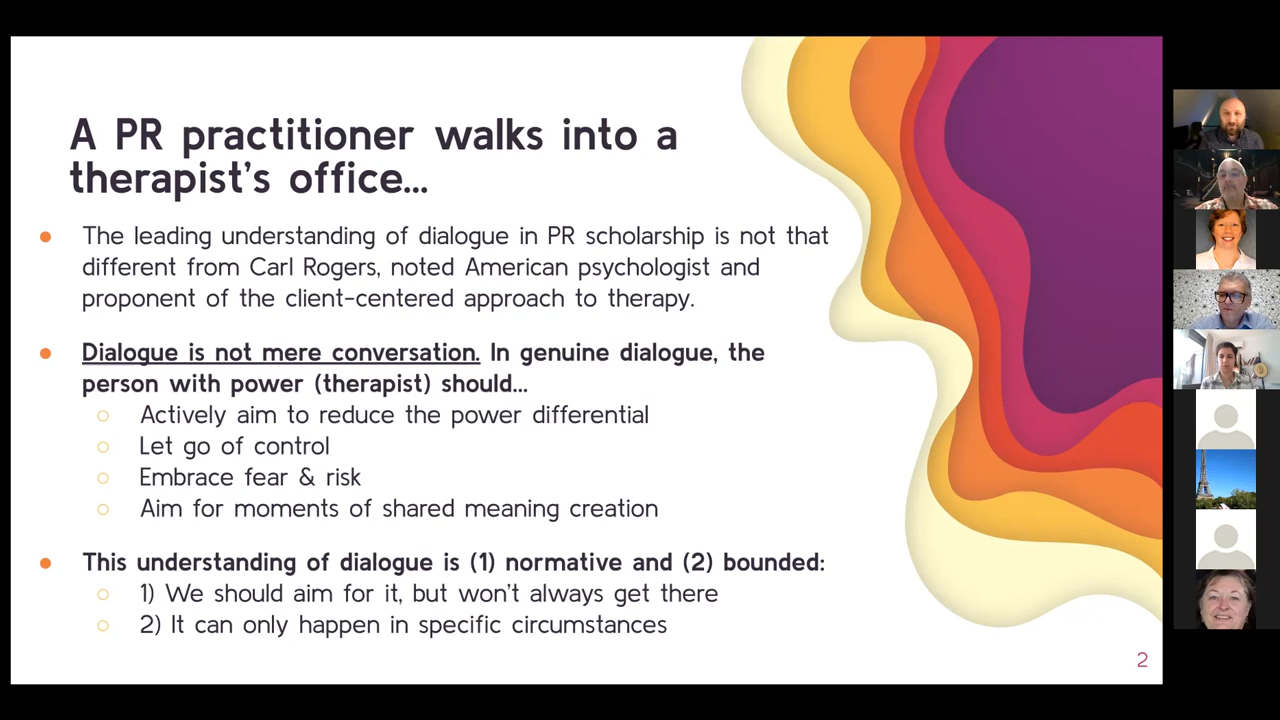 A PR practitioner walks into a
therapist's office...
● The leading understanding of dialogue in PR scholarship is not that
different from Carl Rogers, noted American psychologist and
proponent of the client-centered approach to therapy.
● Dialogue is not mere conversation. In genuine dialogue, the
person with power (therapist) should...
○ Actively aim to reduce the power differential
○ Let go of control
○ Embrace fear & risk
○ Aim for moments of shared meaning creation
● This understanding of dialogue is (1) normative and (2) bounded:
○ 1) We should aim for it, but won't always get there
○ 2) It can only happen in specific circumstances
2